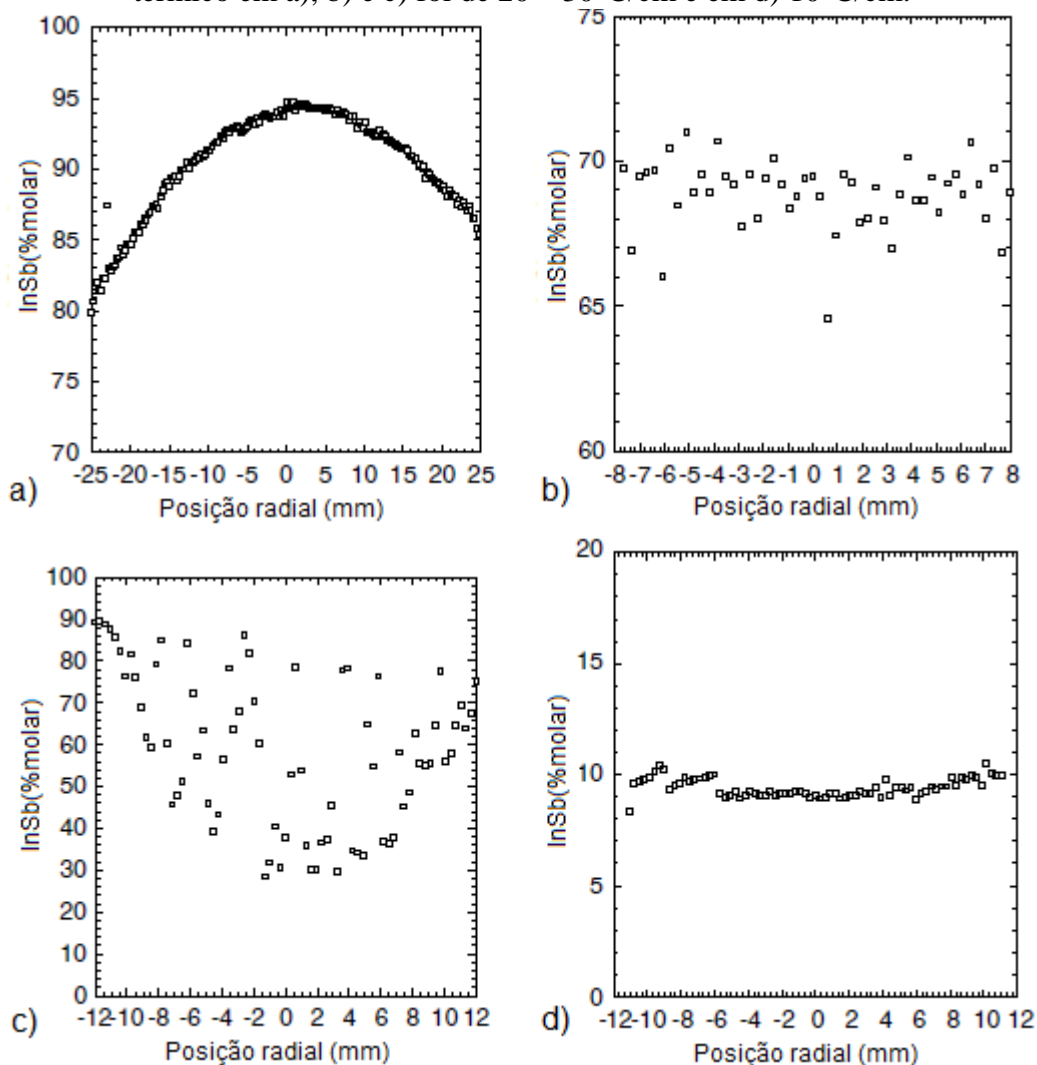 térmico em a), b) e c) foi de 20 – 30°C/cm e em d) 10°C/cm.
100
95
90
85
80
75
70
InSb(%molar)
-25 -20 -15 -10 -5 0 5 10 15 20 25
a)
Posição radial (mm)
75
70
65
60
InSb(%molar)
-8 -7 -6 -5 -4 -3 -2 -1 0 1 2 3 4 5 6 7 8
b)
Posição radial (mm)
100
90
80
70
60
50
40
30
20
10
0
InSb(%molar)
-12 -10 -8 -6 -4 -2 0 2 4 6 8 10 12
c)
Posição radial (mm)
20
15
10
5
0
InSb(%molar)
-12 -10 -8 -6 -4 -2 0 2 4 6 8 10 12
d)
Posição radial (mm)